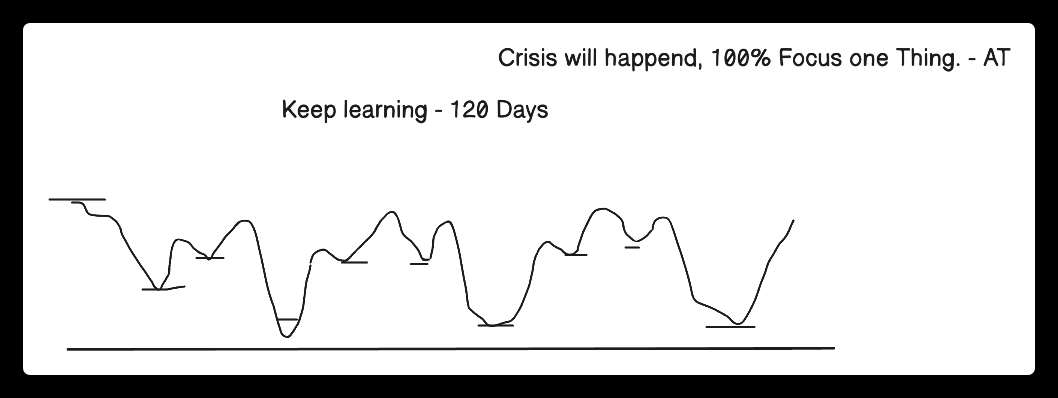 Crisis will happend, 100% Focus one Thing. - AT
Keep learning - 120 Days